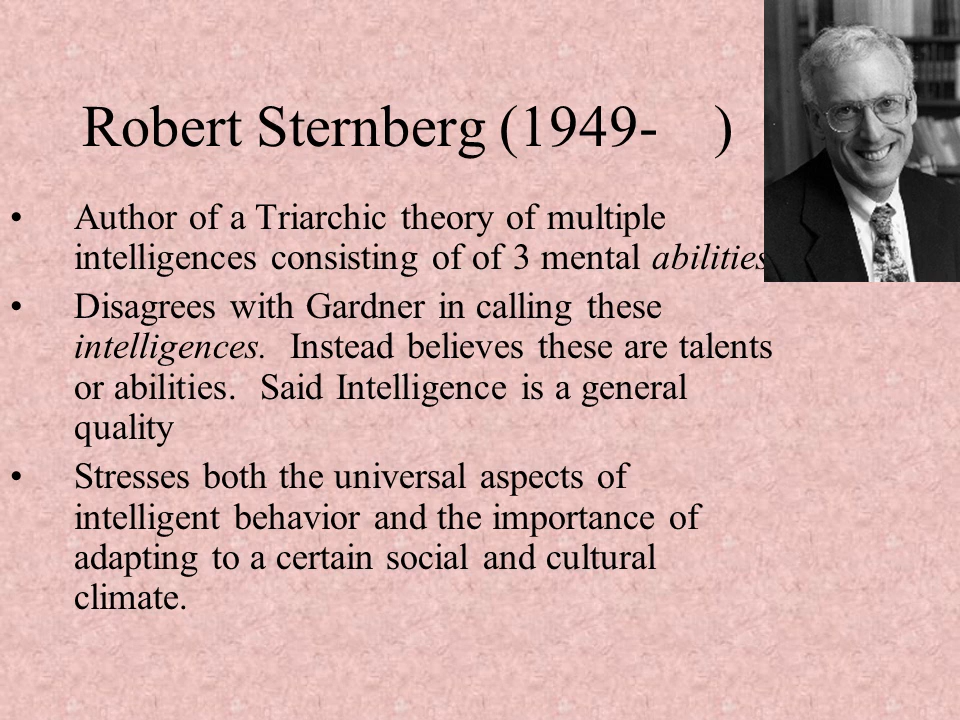 Robert Sternberg (1949-    )
• Author of a Triarchic theory of multiple
intelligences consisting of of 3 mental abilities
• Disagrees with Gardner in calling these
intelligences.  Instead believes these are talents
or abilities.  Said Intelligence is a general
quality
• Stresses both the universal aspects of
intelligent behavior and the importance of
adapting to a certain social and cultural
climate.